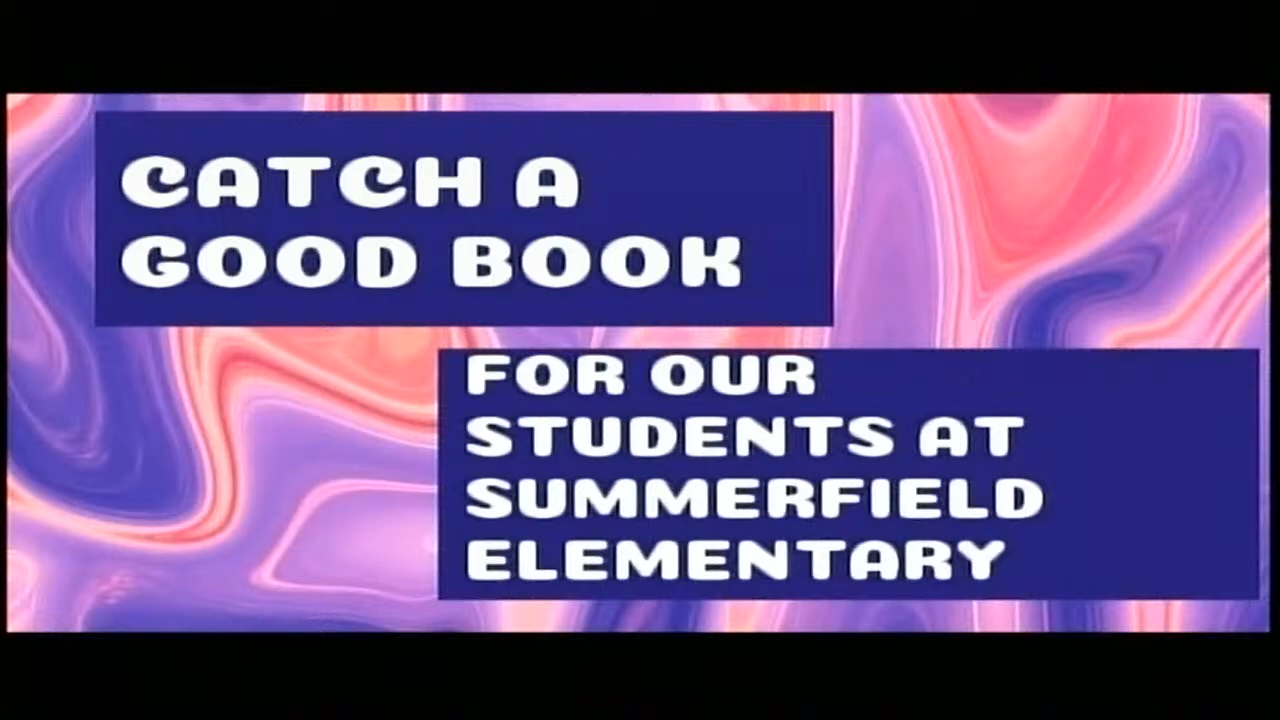 CATCH A
GOOD BOOK
FOR OUR
STUDENTS AT
SUMMERFIELD
ELEMENTARY